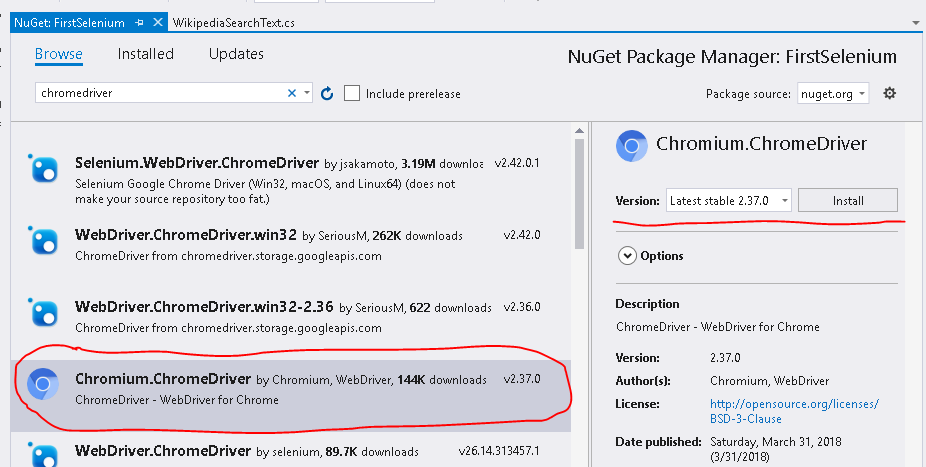 NuGet: FirstSelenium
WikipediaSearchText.cs
Browse
Installed
Updates
NuGet Package Manager: FirstSelenium
chromedriver
Include prerelease
Package source: nuget.org
Selenium.WebDriver.ChromeDriver by jsakamoto, 3.19M downloa v2.42.0.1
Selenium Google Chrome Driver (Win32, macOS, and Linux64) (does not
make your source repository too fat.)
WebDriver.ChromeDriver.win32 by SeriousM, 262K downloads v2.42.0
ChromeDriver from chromedriver.storage.googleapis.com
WebDriver.ChromeDriver.win32-2.36 by SeriousM, 622 downloads v2.36.0
ChromeDriver from chromedriver.storage.googleapis.com
Chromium.ChromeDriver by Chromium, WebDriver, 144K downloads v2.37.0
ChromeDriver - WebDriver for Chrome
WebDriver.ChromeDriver by selenium, 89.7K downloads v26.14.313457.1
Chromium.ChromeDriver
Version: Latest stable 2.37.0 Install
Options
Description
ChromeDriver - WebDriver for Chrome
Version: 2.37.0
Author(s): Chromium, WebDriver
License: http://opensource.org/licenses/
BSD-3-Clause
Date published: Saturday, March 31, 2018
(3/31/2018)